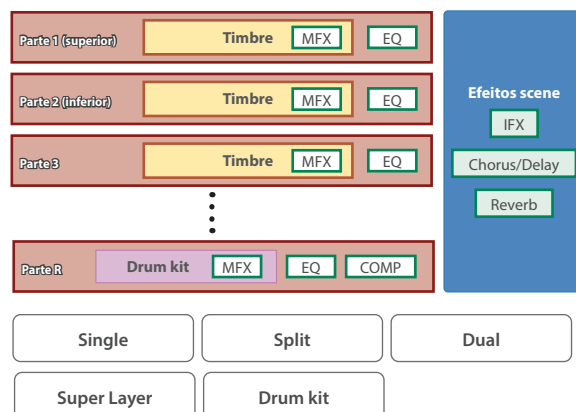 Parte 1 (superior)
Timbre
MFX
EQ
Parte 2 (inferior)
Timbre
MFX
EQ
Parte 3
Timbre
MFX
EQ
Parte R
Drum kit
MFX
EQ
COMP
Efeitos scene
IFX
Chorus/Delay
Reverb
Single
Split
Dual
Super Layer
Drum kit